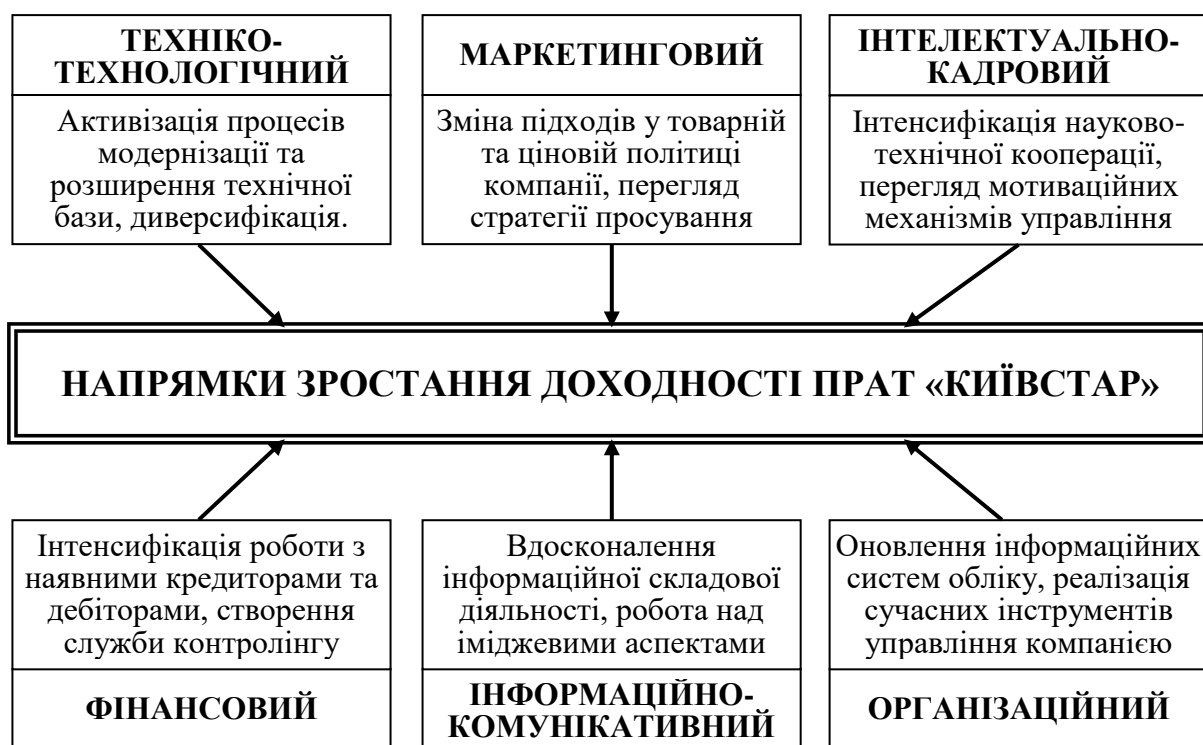 ТЕХНІКО-
ТЕХНОЛОГІЧНИЙ
Активізація процесів
модернізації та
розширення технічної
бази, диверсифікація.
МАРКЕТИНГОВИЙ
Зміна підходів у товарній
та ціновій політиці
компанії, перегляд
стратегії просування
ІНТЕЛЕКТУАЛЬНО-
КАДРОВИЙ
Інтенсифікація науково-
технічної кооперації,
перегляд мотиваційних
механізмів управління
НАПРЯМКИ ЗРОСТАННЯ ДОХОДНОСТІ ПРАТ «КИЇВСТАР»
Інтенсифікація роботи з
наявними кредиторами та
дебіторами, створення
служби контролінгу
ФІНАНСОВИЙ
Вдосконалення
інформаційної складової
діяльності, робота над
іміджевими аспектами
ІНФОРМАЦІЙНО-
КОМУНІКАТИВНИЙ
Оновлення інформаційних
систем обліку, реалізація
сучасних інструментів
управління компанією
ОРГАНІЗАЦІЙНИЙ